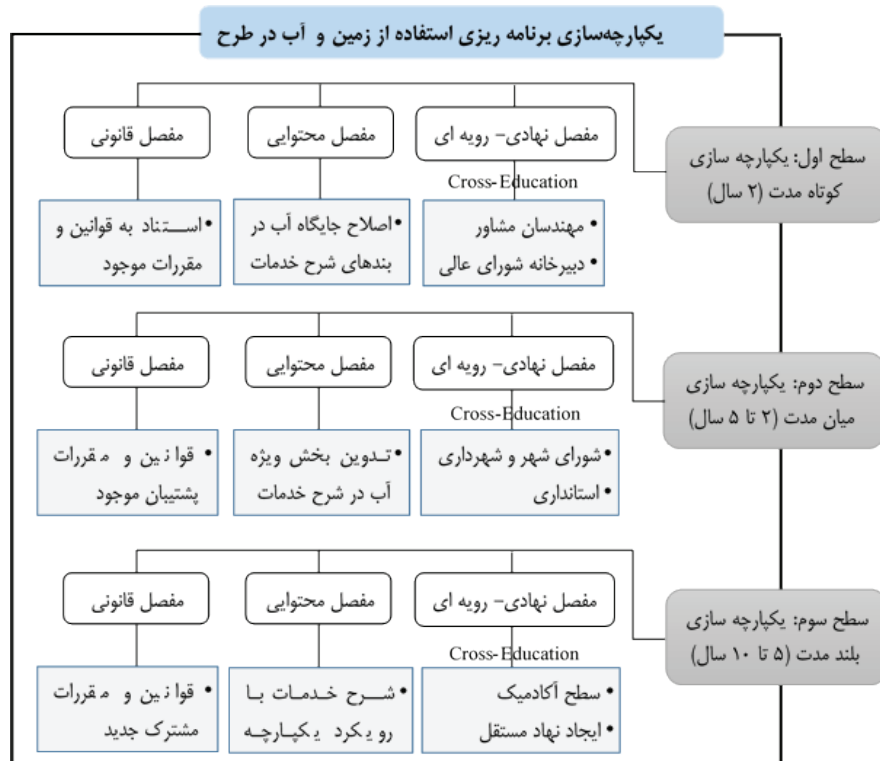 یکپارچه‌سازی برنامه ریزی استفاده از زمین و آب در طرح
سطح اول: یکپارچه سازی
کوتاه مدت (۲ سال)
مفصل نهادی- رویه ای
مفصل محتوایی
مفصل قانونی
Cross-Education
• مهندسان مشاور
• دبیرخانه شورای عالی
• اصلاح جایگاه آب در
بندهای شرح خدمات
• استناد به قوانین و
مقررات موجود
سطح دوم: یکپارچه سازی
میان مدت (۲ تا ۵ سال)
مفصل نهادی- رویه ای
مفصل محتوایی
مفصل قانونی
Cross-Education
• شورای شهر و شهرداری
• استانداری
• تدوین بخش ویژه
آب در شرح خدمات
• قوانین و مقررات
پشتیبان موجود
سطح سوم: یکپارچه سازی
بلند مدت (۵ تا ۱۰ سال)
مفصل نهادی- رویه ای
مفصل محتوایی
مفصل قانونی
Cross-Education
• سطح آکادمیک
• ایجاد نهاد مستقل
• شرح خدمات با
رویکرد یکپارچه
• قوانین و مقررات
مشترک جدید